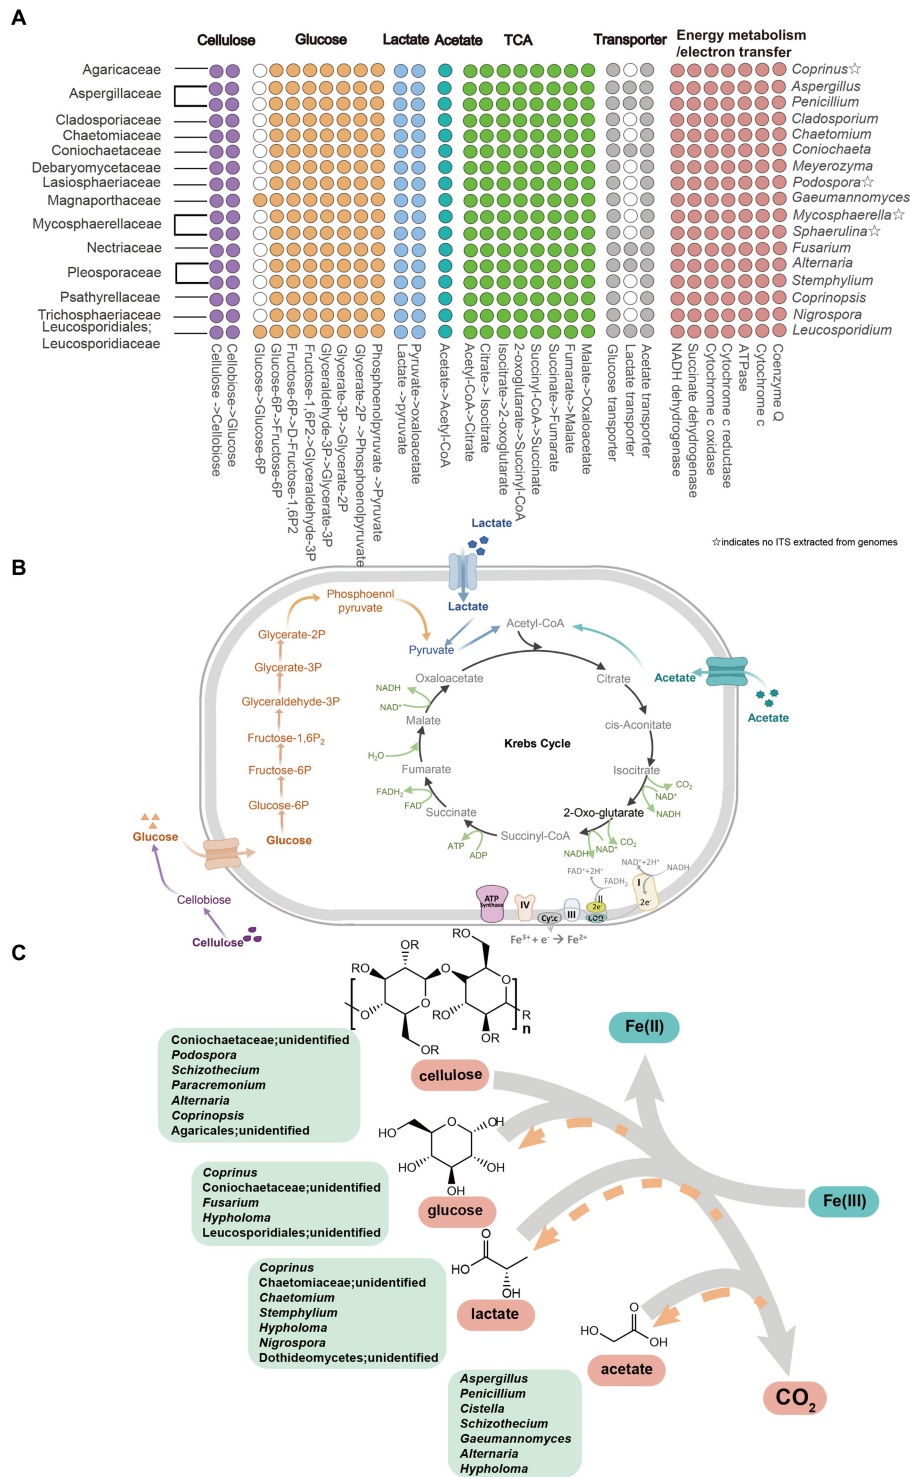 A
Cellulose
Glucose
Lactate
Acetate
TCA
Transporter
Energy metabolism
/electron transfer
Agaricaceae
Aspergillaceae
Cladosporiaceae
Chaetomiaceae
Coniochaetaceae
Debaryomycetaceae
Lasiosphaeriaceae
Magnaporthaceae
Mycosphaerellaceae
Nectriaceae
Pleosporaceae
Psathyrellaceae
Trichosphaeriaceae
Leucosporidiales;
Leucosporidiaceae
Coprinus☆
Aspergillus
Penicillium
Cladosporium
Chaetomium
Coniochaeta
Meyerozyma
Podospora☆
Gaeumannomyces
Mycosphaerella☆
Sphaerulina☆
Fusarium
Alternaria
Stemphylium
Coprinopsis
Nigrospora
Leucosporidium
Cellulose ->Cellobiose
Cellobiose->Glucose
Glucose->Glucose-6P
Glucose-6P->Fructose-6P
Fructose-6P->D-Fructose-1,6P2
Fructose-1,6P2->Glyceraldehyde-3P
Glyceraldehyde-3P->Glycerate-3P
Glycerate-3P->Glycerate-2P
Glycerate-2P ->Phosphoenolpyruvate
Phosphoenolpyruvate ->Pyruvate
Lactate ->pyruvate
Pyruvate->oxaloacetate
Acetate->Acetyl-CoA
Acetyl-CoA->Citrate
Citrate-> Isocitrate
Isocitrate->2-oxoglutarate
2-oxoglutarate->Succinyl-CoA
Succinyl-CoA->Succinate
Succinate->Fumarate
Fumarate->Malate
Malate->Oxaloacetate
Glucose transporter
Lactate transporter
Acetate transporter
NADH dehydrogenase
Succinate dehydrogenase
Cytochrome c oxidase
Cytochrome c reductase
ATPase
Cytochrome c
Coenzyme Q
☆indicates no ITS extracted from genomes
B
Lactate
Lactate
Phosphoenol
pyruvate
Glycerate-2P
Glycerate-3P
Glyceraldehyde-3P
Fructose-1,6P2
Fructose-6P
Glucose-6P
Glucose
Glucose
Cellobiose
Cellulose
Pyruvate
Acetyl-CoA
Acetate
Acetate
Oxaloacetate
Citrate
NADH
NAD+
Malate
cis-Aconitate
Krebs Cycle
H2O
Fumarate
Isocitrate
CO2
NAD+
NADH
FADH2
FAD
Succinate
2-Oxo-glutarate
Succinyl-CoA
ATP
ADP
CO2
NAD+
NADH
FAD+2H+
FADH2
NAD+2H+
NADH
ATP
Synthase
IV
Cytc
III
II
2e-
COQ
I
2e-
Fe3+ + e- → Fe2+
C
RO
OR
RO
O
O
O
O
RO
OR
OR
R
n
cellulose
Coniochaetaceae;unidentified
Podospora
Schizothecium
Paracremonium
Alternaria
Coprinopsis
Agaricales;unidentified
Fe(II)
HO
O
OH
HO
OH
OH
glucose
Coprinus
Coniochaetaceae;unidentified
Fusarium
Hypholoma
Leucosporidiales;unidentified
Fe(III)
O
HO
OH
lactate
Coprinus
Chaetomiaceae;unidentified
Chaetomium
Stemphylium
Hypholoma
Nigrospora
Dothideomycetes;unidentified
O
HO
OH
acetate
Aspergillus
Penicillium
Cistella
Schizothecium
Gaeumannomyces
Alternaria
Hypholoma
CO2